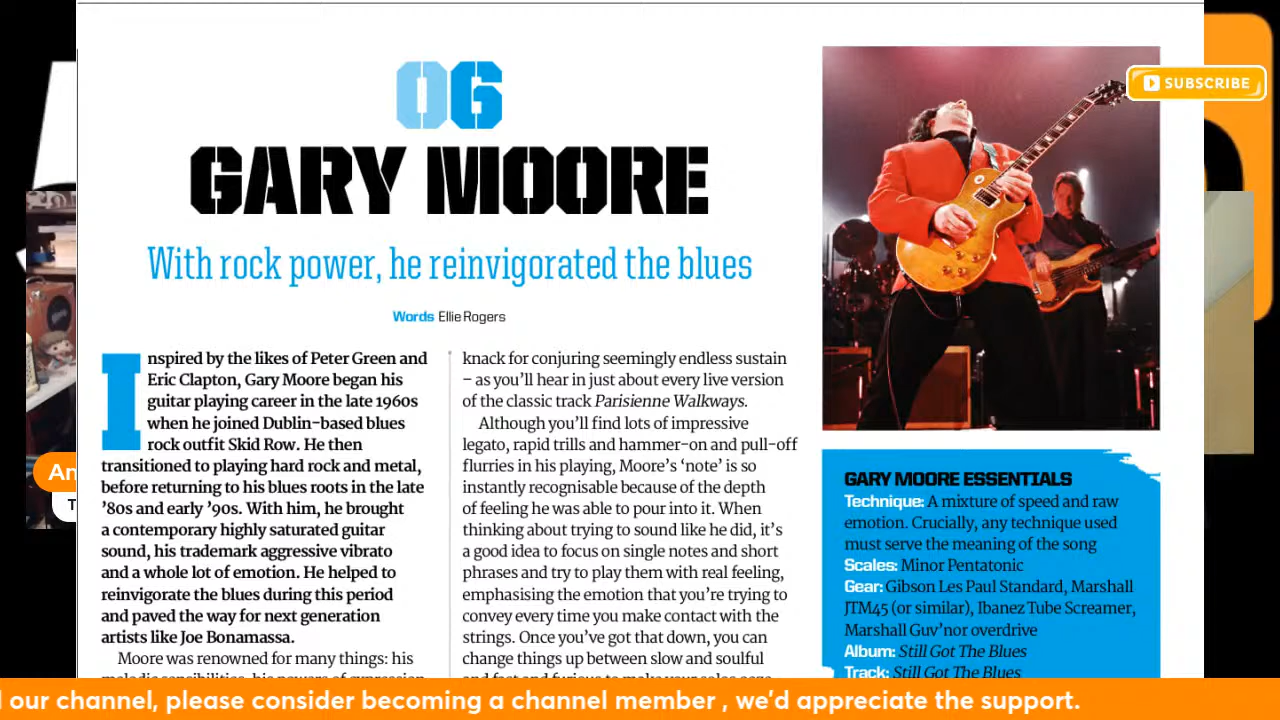 06
GARY MOORE
With rock power, he reinvigorated the blues
Words Ellie Rogers
Inspired by the likes of Peter Green and
Eric Clapton, Gary Moore began his
guitar playing career in the late 1960s
when he joined Dublin-based blues
rock outfit Skid Row. He then
transitioned to playing hard rock and metal,
before returning to his blues roots in the late
’80s and early ’90s. With him, he brought
a contemporary highly saturated guitar
sound, his trademark aggressive vibrato
and a whole lot of emotion. He helped to
reinvigorate the blues during this period
and paved the way for next generation
artists like Joe Bonamassa.
Moore was renowned for many things: his
melodic sensibilities, his powers of expression
knack for conjuring seemingly endless sustain
– as you’ll hear in just about every live version
of the classic track Parisienne Walkways.
Although you’ll find lots of impressive
legato, rapid trills and hammer-on and pull-off
flurries in his playing, Moore’s ‘note’ is so
instantly recognisable because of the depth
of feeling he was able to pour into it. When
thinking about trying to sound like he did, it’s
a good idea to focus on single notes and short
phrases and try to play them with real feeling,
emphasising the emotion that you’re trying to
convey every time you make contact with the
strings. Once you’ve got that down, you can
change things up between slow and soulful
and fast and furious to make your solos
SUBSCRIBE
GARY MOORE ESSENTIALS
Technique: A mixture of speed and raw
emotion. Crucially, any technique used
must serve the meaning of the song
Scales: Minor Pentatonic
Gear: Gibson Les Paul Standard, Marshall
JTM45 (or similar), Ibanez Tube Screamer,
Marshall Guv’nor overdrive
Album: Still Got The Blues
Track: Still Got The Blues
An
T
our channel, please consider becoming a channel member , we’d appreciate the support.